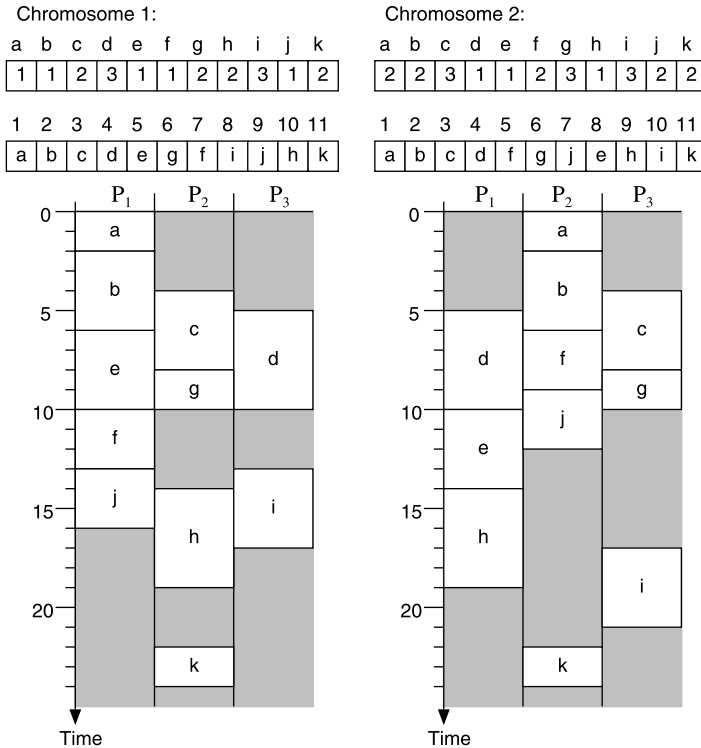 Chromosome 1:
a b c d e f g h i j k
1 1 2 3 1 1 2 2 3 1 2
1 2 3 4 5 6 7 8 9 10 11
a b c d e g f i j h k
P1 P2 P3
0
5
10
15
20
a
b
e
f
j
c
g
h
k
d
i
Time
Chromosome 2:
a b c d e f g h i j k
2 2 3 1 1 2 3 1 3 2 2
1 2 3 4 5 6 7 8 9 10 11
a b c d f g j e h i k
P1 P2 P3
0
5
10
15
20
d
e
h
a
b
f
j
k
c
g
i
Time